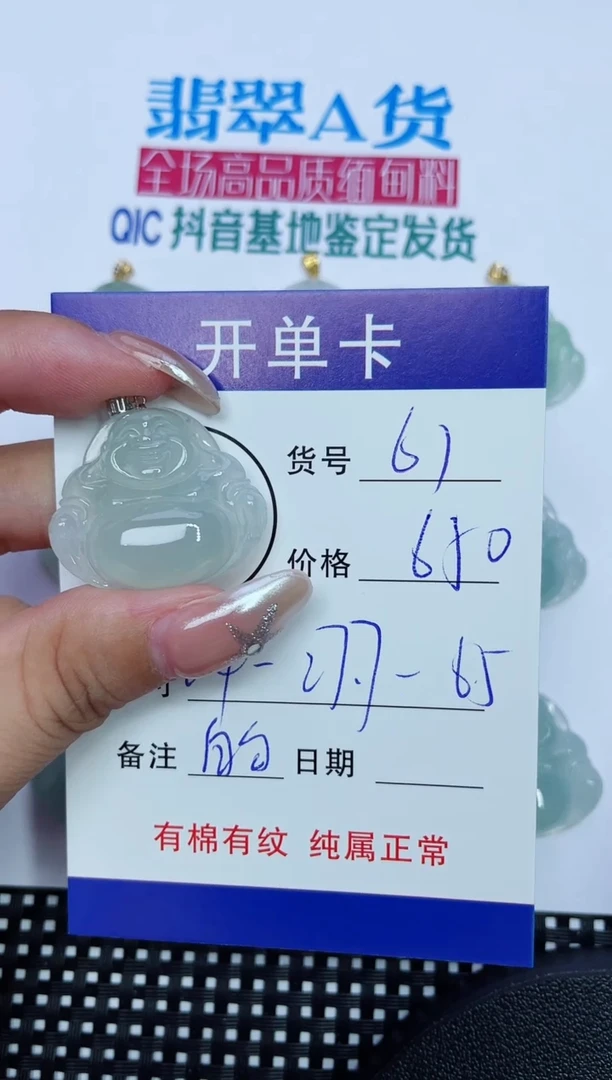 翡翠A货
全场高品质缅甸料
QIC 抖音基地鉴定发货
开单卡
货号 61
价格 650
备注 的 日期
有棉有纹 纯属正常